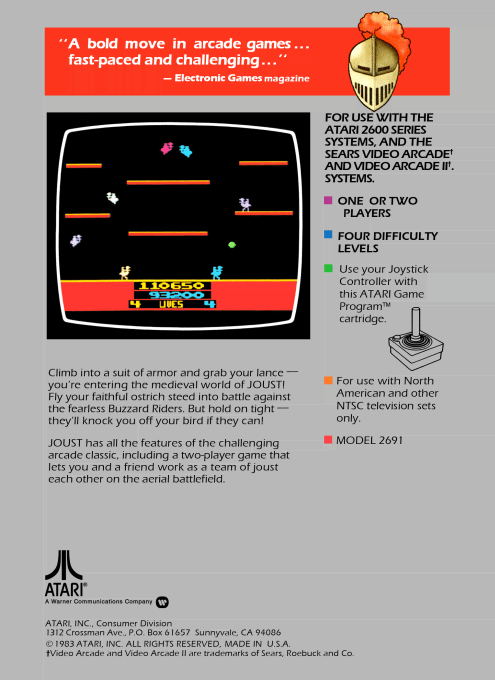 “A bold move in arcade games ...
fast-paced and challenging...”
— Electronic Games magazine
FOR USE WITH THE
ATARI 2600 SERIES
SYSTEMS, AND THE
SEARS VIDEO ARCADE†
AND VIDEO ARCADE II†.
SYSTEMS.
ONE OR TWO
PLAYERS
FOUR DIFFICULTY
LEVELS
Use your Joystick
Controller with
this ATARI Game
Program™
cartridge.
For use with North
American and other
NTSC television sets
only.
MODEL 2691
110650
93200
4 LIVES 4
Climb into a suit of armor and grab your lance —
you're entering the medieval world of JOUST!
Fly your faithful ostrich steed into battle against
the fearless Buzzard Riders. But hold on tight —
they'll knock you off your bird if they can!
JOUST has all the features of the challenging
arcade classic, including a two-player game that
lets you and a friend work as a team of joust
each other on the aerial battlefield.
ATARI®
A Warner Communications Company
ATARI, INC., Consumer Division
1312 Crossman Ave., P.O. Box 61657 Sunnyvale, CA 94086
© 1983 ATARI, INC. ALL RIGHTS RESERVED, MADE IN U.S.A.
†Video Arcade and Video Arcade II are trademarks of Sears, Roebuck and Co.